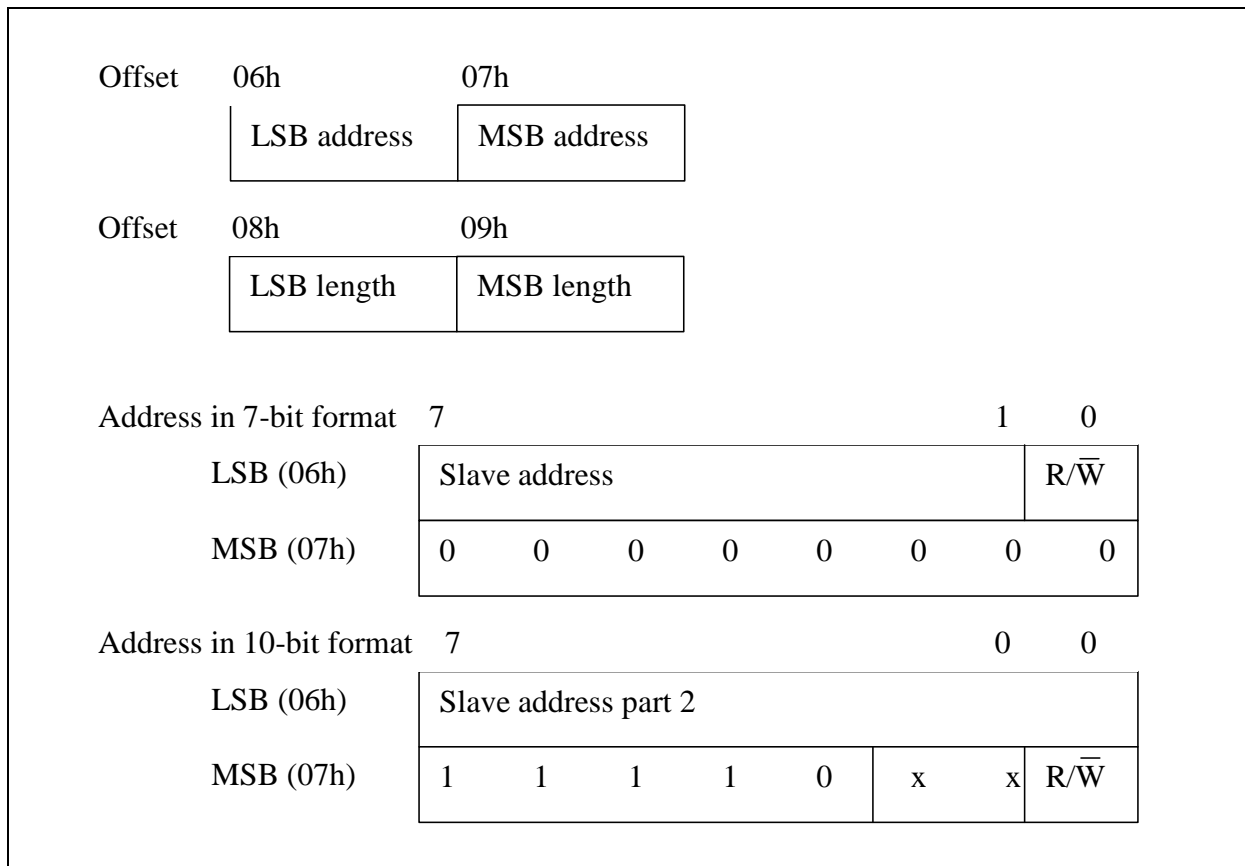 Offset 06h 07h
LSB address MSB address
Offset 08h 09h
LSB length MSB length
Address in 7-bit format 7 1 0
LSB (06h) Slave address R/W̅
MSB (07h) 0 0 0 0 0 0 0 0
Address in 10-bit format 7 0 0
LSB (06h) Slave address part 2
MSB (07h) 1 1 1 1 0 x x R/W̅